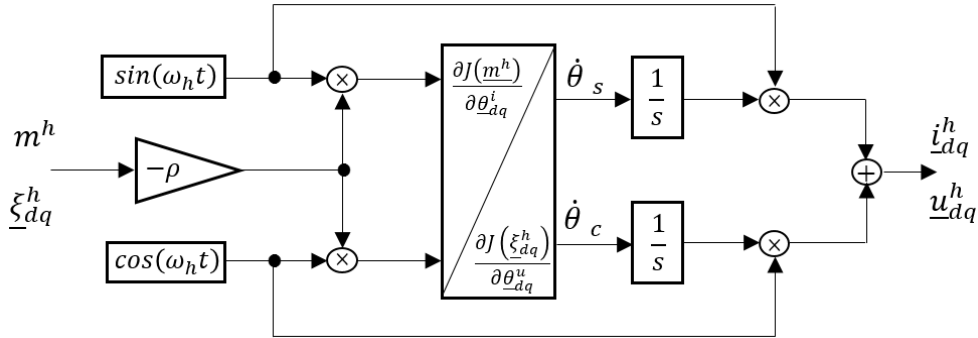 sin(ω_h t)
m^h
−ρ
ξ_dq^h
cos(ω_h t)
×
×
∂J(m^h)
∂θ_dq^i
∂J(ξ_dq^h)
∂θ_dq^u
θ̇ s
1
s
θ̇ c
1
s
×
×
+
i_dq^h
u_dq^h